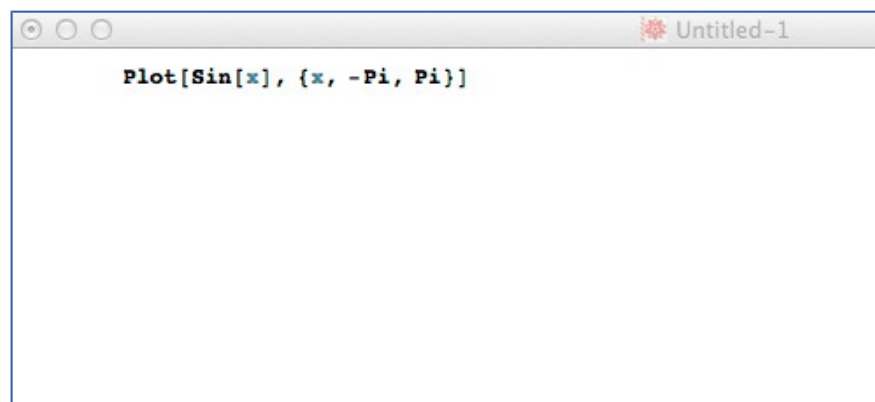 Untitled-1
Plot[Sin[x], {x, -Pi, Pi}]